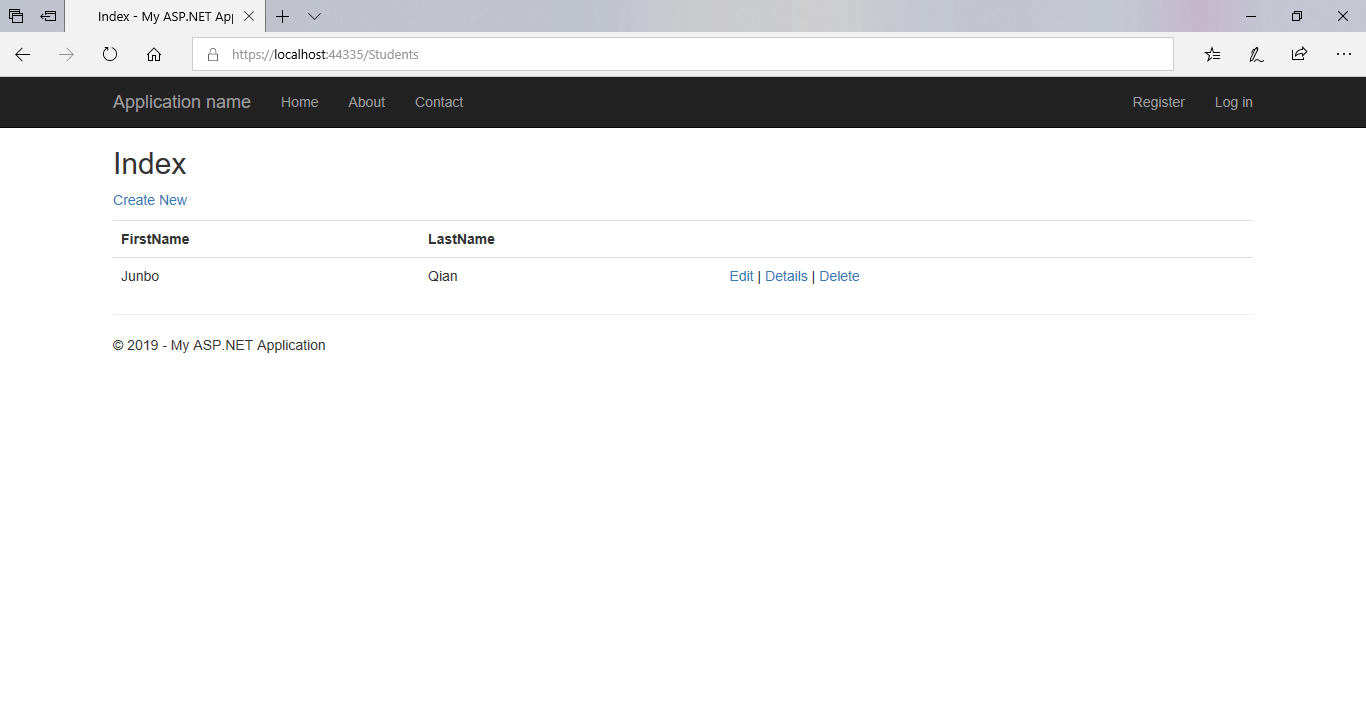 Index - My ASP.NET Ap
https://localhost:44335/Students
Application name Home About Contact Register Log in
Index
Create New
FirstName LastName
Junbo Qian Edit | Details | Delete
© 2019 - My ASP.NET Application